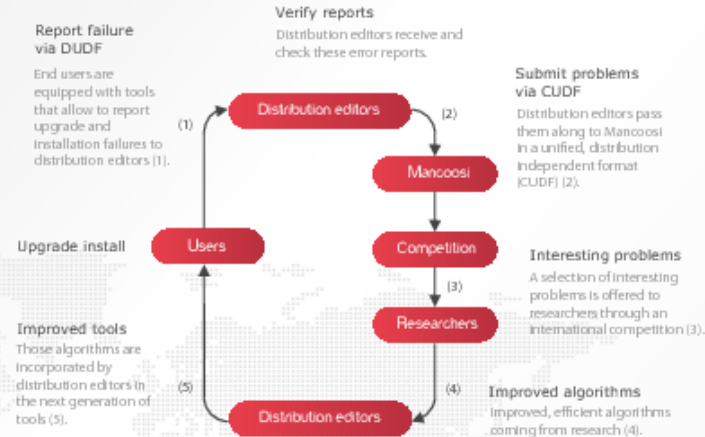 Verify reports
Distribution editors receive and
check these error reports.
Report failure
via DUDF
End users are
equipped with tools
that allow to report
upgrade and
installation failures to
distribution editors (1).
(1)
Distribution editors
(2)
Submit problems
via CUDF
Distribution editors pass
them along to Mancoosi
in a unified, distribution
independent format
(CUDF) (2).
Mancoosi
Upgrade install
Users
Competition
Interesting problems
A selection of interesting
problems is offered to
researchers through an
international competition (3).
(3)
Researchers
Improved tools
Those algorithms are
incorporated by
distribution editors in
the next generation of
tools (5).
(5)
(4)
Distribution editors
Improved algorithms
Improved, efficient algorithms
coming from research (4).